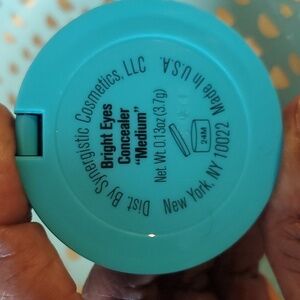 Dist. By Synergistic Cosmetics, LLC
Bright Eyes
Concealer
"Medium"
Net. Wt. 0.13oz (3.7g)
24M
New York, NY 10022 Made in U.S.A.